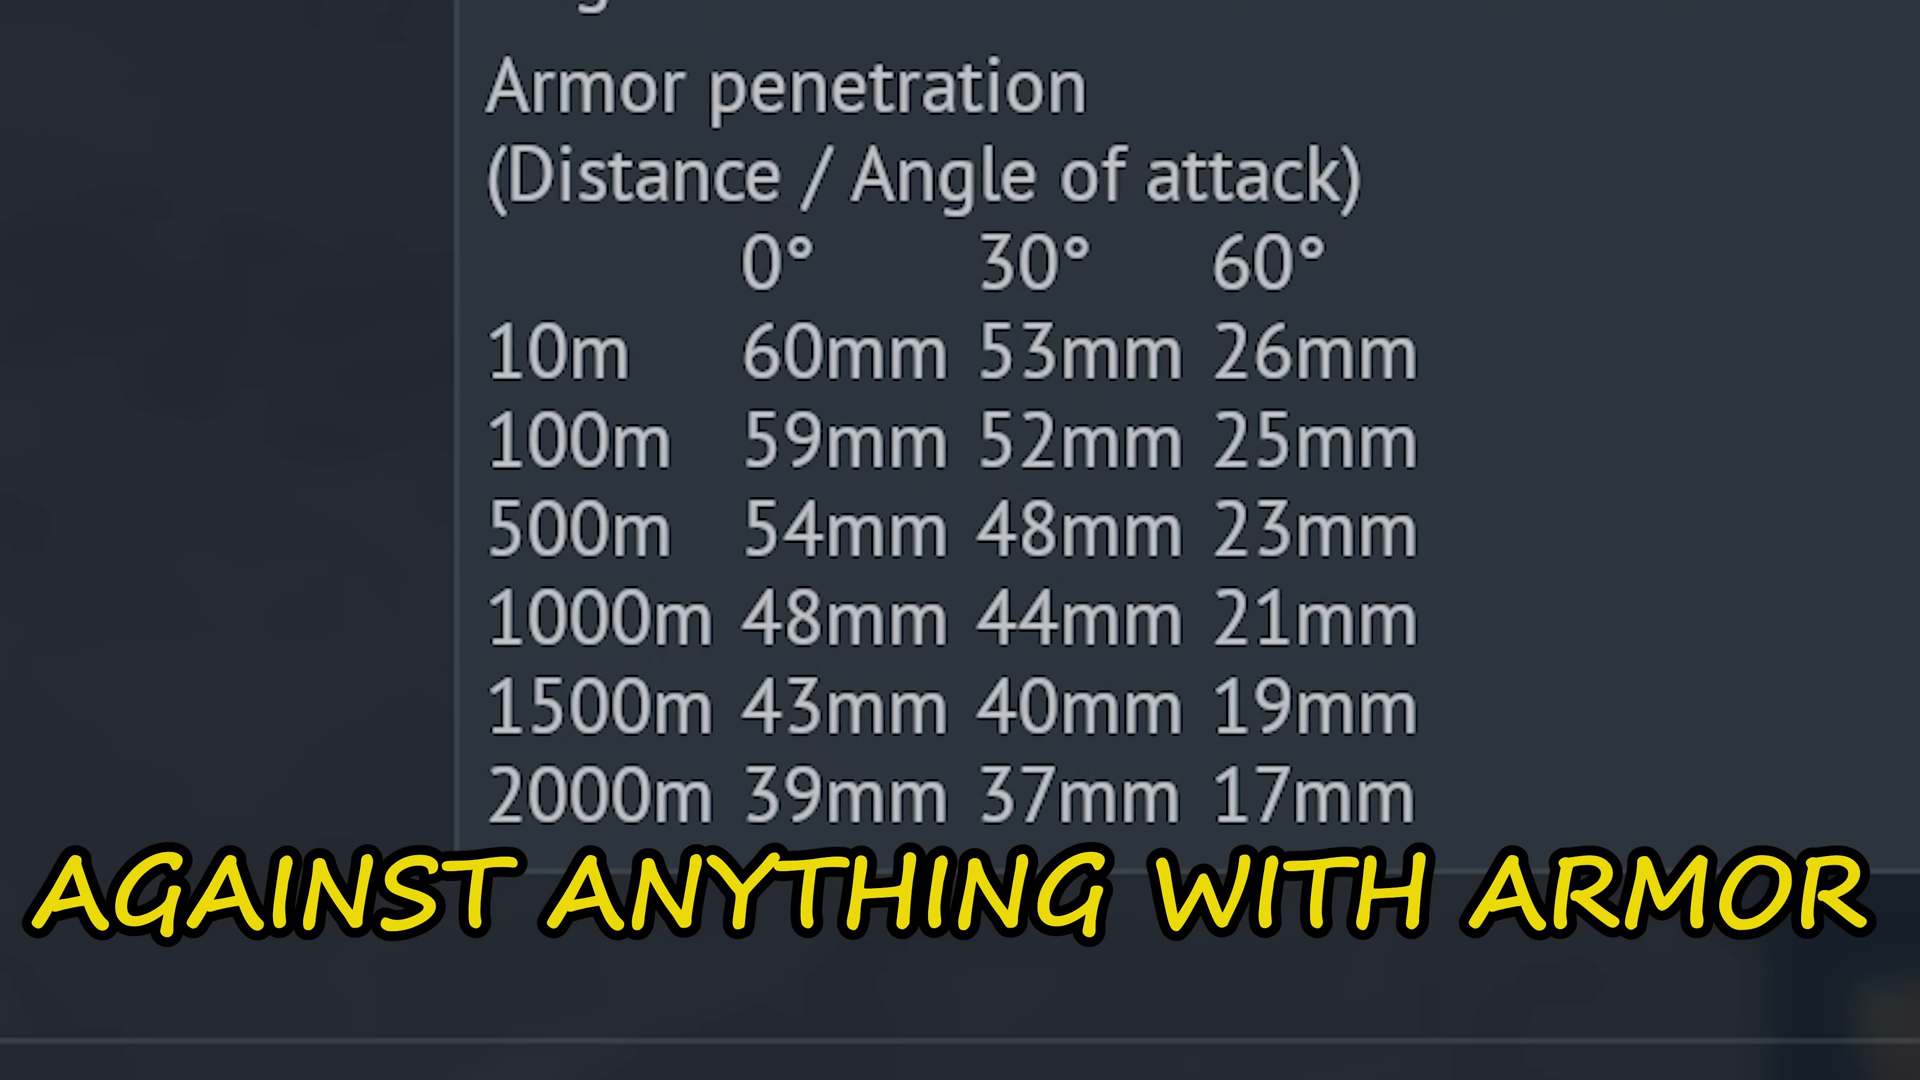 Armor penetration
(Distance / Angle of attack)
0° 30° 60°
10m 60mm 53mm 26mm
100m 59mm 52mm 25mm
500m 54mm 48mm 23mm
1000m 48mm 44mm 21mm
1500m 43mm 40mm 19mm
2000m 39mm 37mm 17mm
AGAINST ANYTHING WITH ARMOR